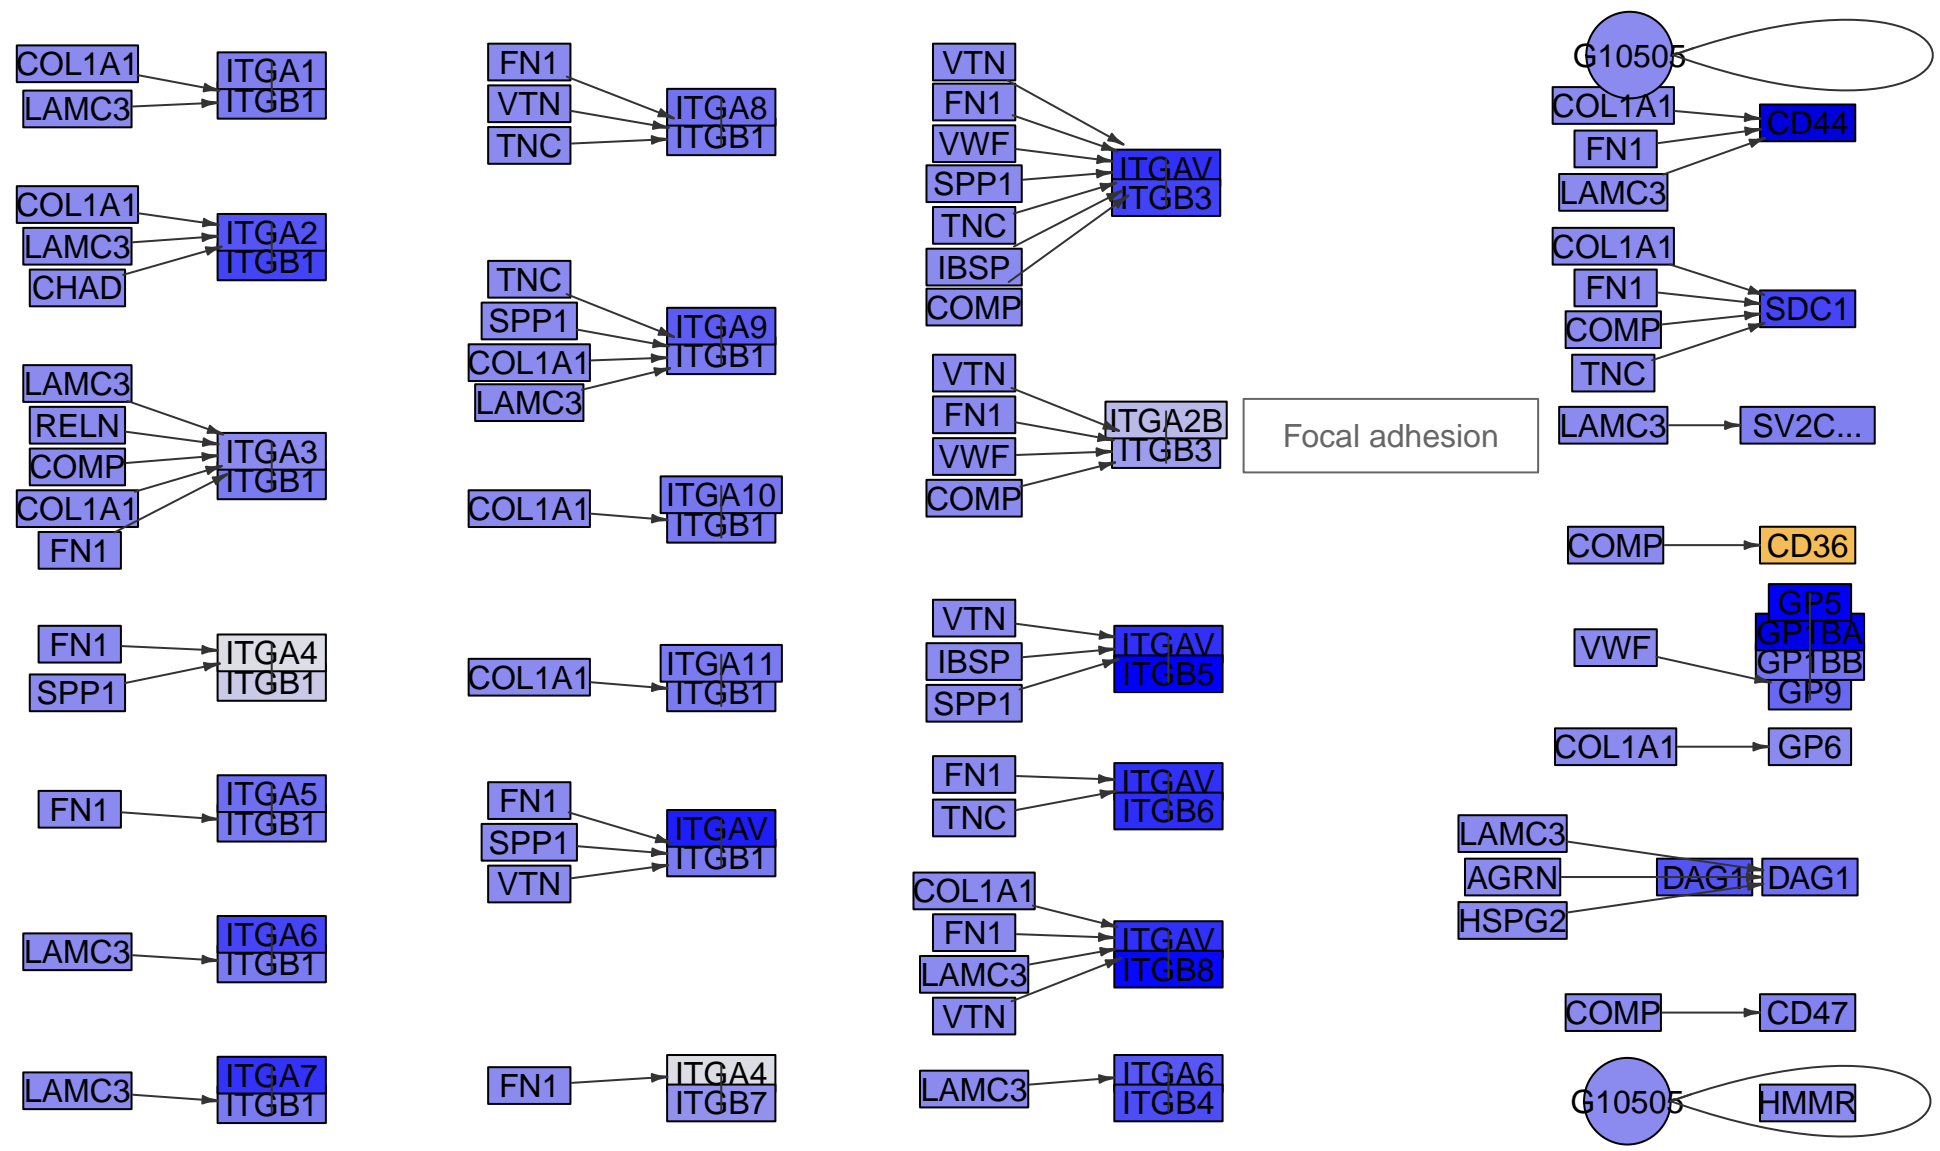 COL1A1
LAMC3
ITGA1
ITGB1
COL1A1
LAMC3
CHAD
ITGA2
ITGB1
LAMC3
RELN
COMP
COL1A1
FN1
ITGA3
ITGB1
FN1
SPP1
ITGA4
ITGB1
FN1
ITGA5
ITGB1
LAMC3
ITGA6
ITGB1
LAMC3
ITGA7
ITGB1
FN1
VTN
TNC
ITGA8
ITGB1
TNC
SPP1
COL1A1
LAMC3
ITGA9
ITGB1
COL1A1
ITGA10
ITGB1
COL1A1
ITGA11
ITGB1
FN1
SPP1
VTN
ITGAV
ITGB1
FN1
ITGA4
ITGB7
VTN
FN1
VWF
SPP1
TNC
IBSP
COMP
ITGAV
ITGB3
VTN
FN1
VWF
COMP
ITGA2B
ITGB3
Focal adhesion
VTN
IBSP
SPP1
ITGAV
ITGB5
FN1
TNC
ITGAV
ITGB6
COL1A1
FN1
LAMC3
VTN
ITGAV
ITGB8
LAMC3
ITGA6
ITGB4
G10505
COL1A1
FN1
LAMC3
CD44
COL1A1
FN1
COMP
TNC
SDC1
LAMC3
SV2C...
COMP
CD36
VWF
GP5
GP1BA
GP1BB
GP9
COL1A1
GP6
LAMC3
AGRN
HSPG2
DAG1
DAG1
COMP
CD47
G10505
HMMR